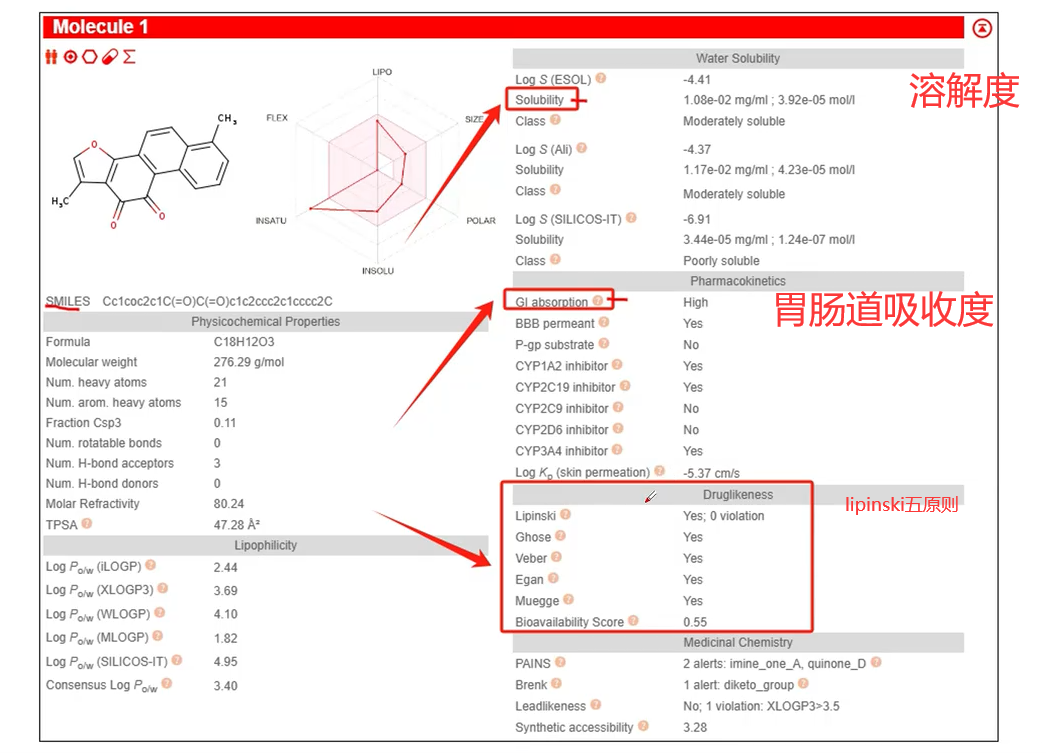 Molecule 1
LIPO
SIZE
POLAR
INSOLU
INSATU
FLEX
CH₃
O
H₃C
O
O
SMILES Cc1coc2c1C(=O)C(=O)c1c2ccc2c1cccc2C
Physicochemical Properties
Formula C18H12O3
Molecular weight 276.29 g/mol
Num. heavy atoms 21
Num. arom. heavy atoms 15
Fraction Csp3 0.11
Num. rotatable bonds 0
Num. H-bond acceptors 3
Num. H-bond donors 0
Molar Refractivity 80.24
TPSA ? 47.28 Å²
Lipophilicity
Log Po/w (iLOGP) ? 2.44
Log Po/w (XLOGP3) ? 3.69
Log Po/w (WLOGP) ? 4.10
Log Po/w (MLOGP) ? 1.82
Log Po/w (SILICOS-IT) ? 4.95
Consensus Log Po/w ? 3.40
Water Solubility
Log S (ESOL) ? -4.41
Solubility 1.08e-02 mg/ml ; 3.92e-05 mol/l
溶解度
Class ? Moderately soluble
Log S (Ali) ? -4.37
Solubility 1.17e-02 mg/ml ; 4.23e-05 mol/l
Class ? Moderately soluble
Log S (SILICOS-IT) ? -6.91
Solubility 3.44e-05 mg/ml ; 1.24e-07 mol/l
Class ? Poorly soluble
Pharmacokinetics
GI absorption ? High
胃肠道吸收度
BBB permeant ? Yes
P-gp substrate ? No
CYP1A2 inhibitor ? Yes
CYP2C19 inhibitor ? Yes
CYP2C9 inhibitor ? No
CYP2D6 inhibitor ? No
CYP3A4 inhibitor ? Yes
Log Kp (skin permeation) ? -5.37 cm/s
Druglikeness
lipinski五原则
Lipinski ? Yes; 0 violation
Ghose ? Yes
Veber ? Yes
Egan ? Yes
Muegge ? Yes
Bioavailability Score ? 0.55
Medicinal Chemistry
PAINS ? 2 alerts: imine_one_A, quinone_D ?
Brenk ? 1 alert: diketo_group ?
Leadlikeness ? No; 1 violation: XLOGP3>3.5
Synthetic accessibility ? 3.28